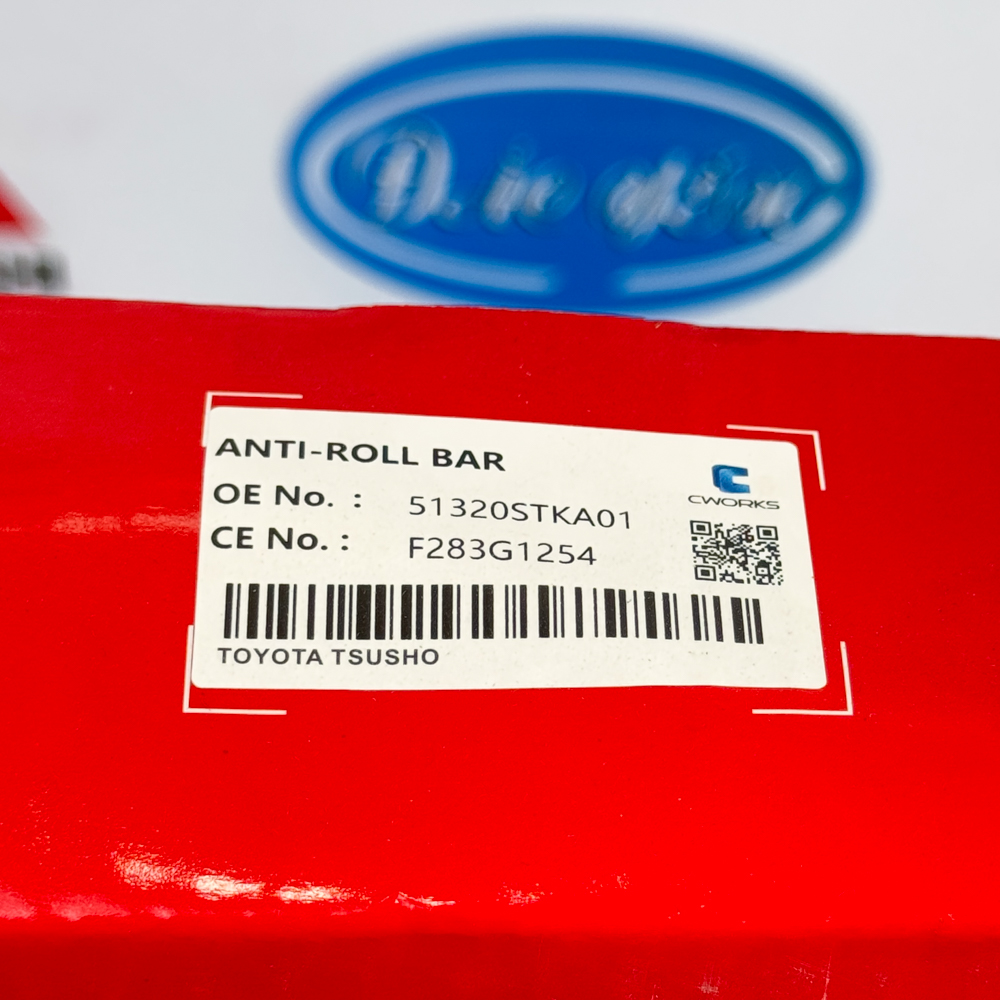 ANTI-ROLL BAR
OE No. : 51320STKA01
CE No. : F283G1254
CWORKS
TOYOTA TSUSHO